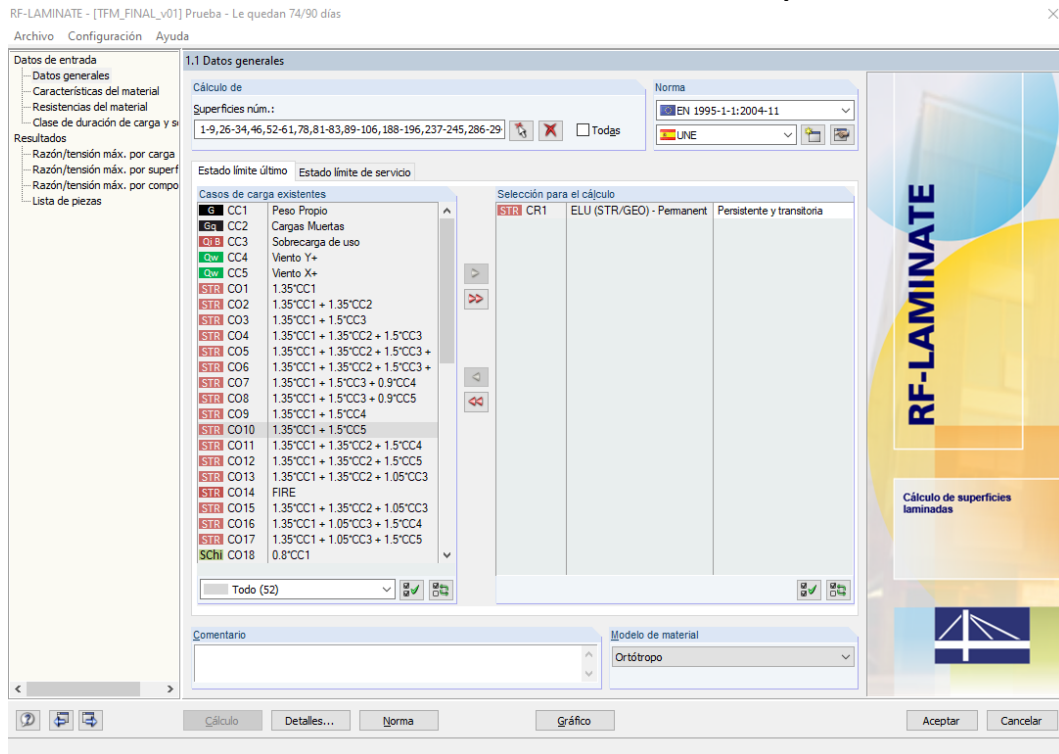 RF-LAMINATE - [TFM_FINAL_v01] Prueba - Le quedan 74/90 días
Archivo Configuración Ayuda
Datos de entrada
Datos generales
Características del material
Resistencias del material
Clase de duración de carga y se
Resultados
Razón/tensión máx. por carga
Razón/tensión máx. por superf
Razón/tensión máx. por compo
Lista de piezas
1.1 Datos generales
Cálculo de
Superficies núm.:
1-9,26-34,46,52-61,78,81-83,89-106,188-196,237-245,286-29
Todas
Norma
EN 1995-1-1:2004-11
UNE
Estado límite último Estado límite de servicio
Casos de carga existentes
G CC1 Peso Propio
Gq CC2 Cargas Muertas
Qi B CC3 Sobrecarga de uso
Qw CC4 Viento Y+
Qw CC5 Viento X+
STR CO1 1.35*CC1
STR CO2 1.35*CC1 + 1.35*CC2
STR CO3 1.35*CC1 + 1.5*CC3
STR CO4 1.35*CC1 + 1.35*CC2 + 1.5*CC3
STR CO5 1.35*CC1 + 1.35*CC2 + 1.5*CC3 +
STR CO6 1.35*CC1 + 1.35*CC2 + 1.5*CC3 +
STR CO7 1.35*CC1 + 1.5*CC3 + 0.9*CC4
STR CO8 1.35*CC1 + 1.5*CC3 + 0.9*CC5
STR CO9 1.35*CC1 + 1.5*CC4
STR CO10 1.35*CC1 + 1.5*CC5
STR CO11 1.35*CC1 + 1.35*CC2 + 1.5*CC4
STR CO12 1.35*CC1 + 1.35*CC2 + 1.5*CC5
STR CO13 1.35*CC1 + 1.35*CC2 + 1.05*CC3
STR CO14 FIRE
STR CO15 1.35*CC1 + 1.35*CC2 + 1.05*CC3
STR CO16 1.35*CC1 + 1.05*CC3 + 1.5*CC4
STR CO17 1.35*CC1 + 1.05*CC3 + 1.5*CC5
SChi CO18 0.8*CC1
Todo (52)
Selección para el cálculo
STR CR1 ELU (STR/GEO) - Permanent Persistente y transitoria
Comentario
Modelo de material
Ortótropo
RF-LAMINATE
Cálculo de superficies
laminadas
Cálculo Detalles... Norma Gráfico Aceptar Cancelar